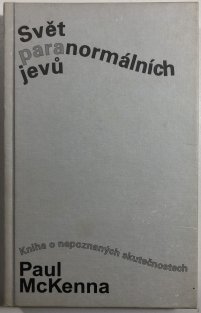 Svět
paranormálních
jevů
Kniha o nepoznaných skutečnostech
Paul
McKenna